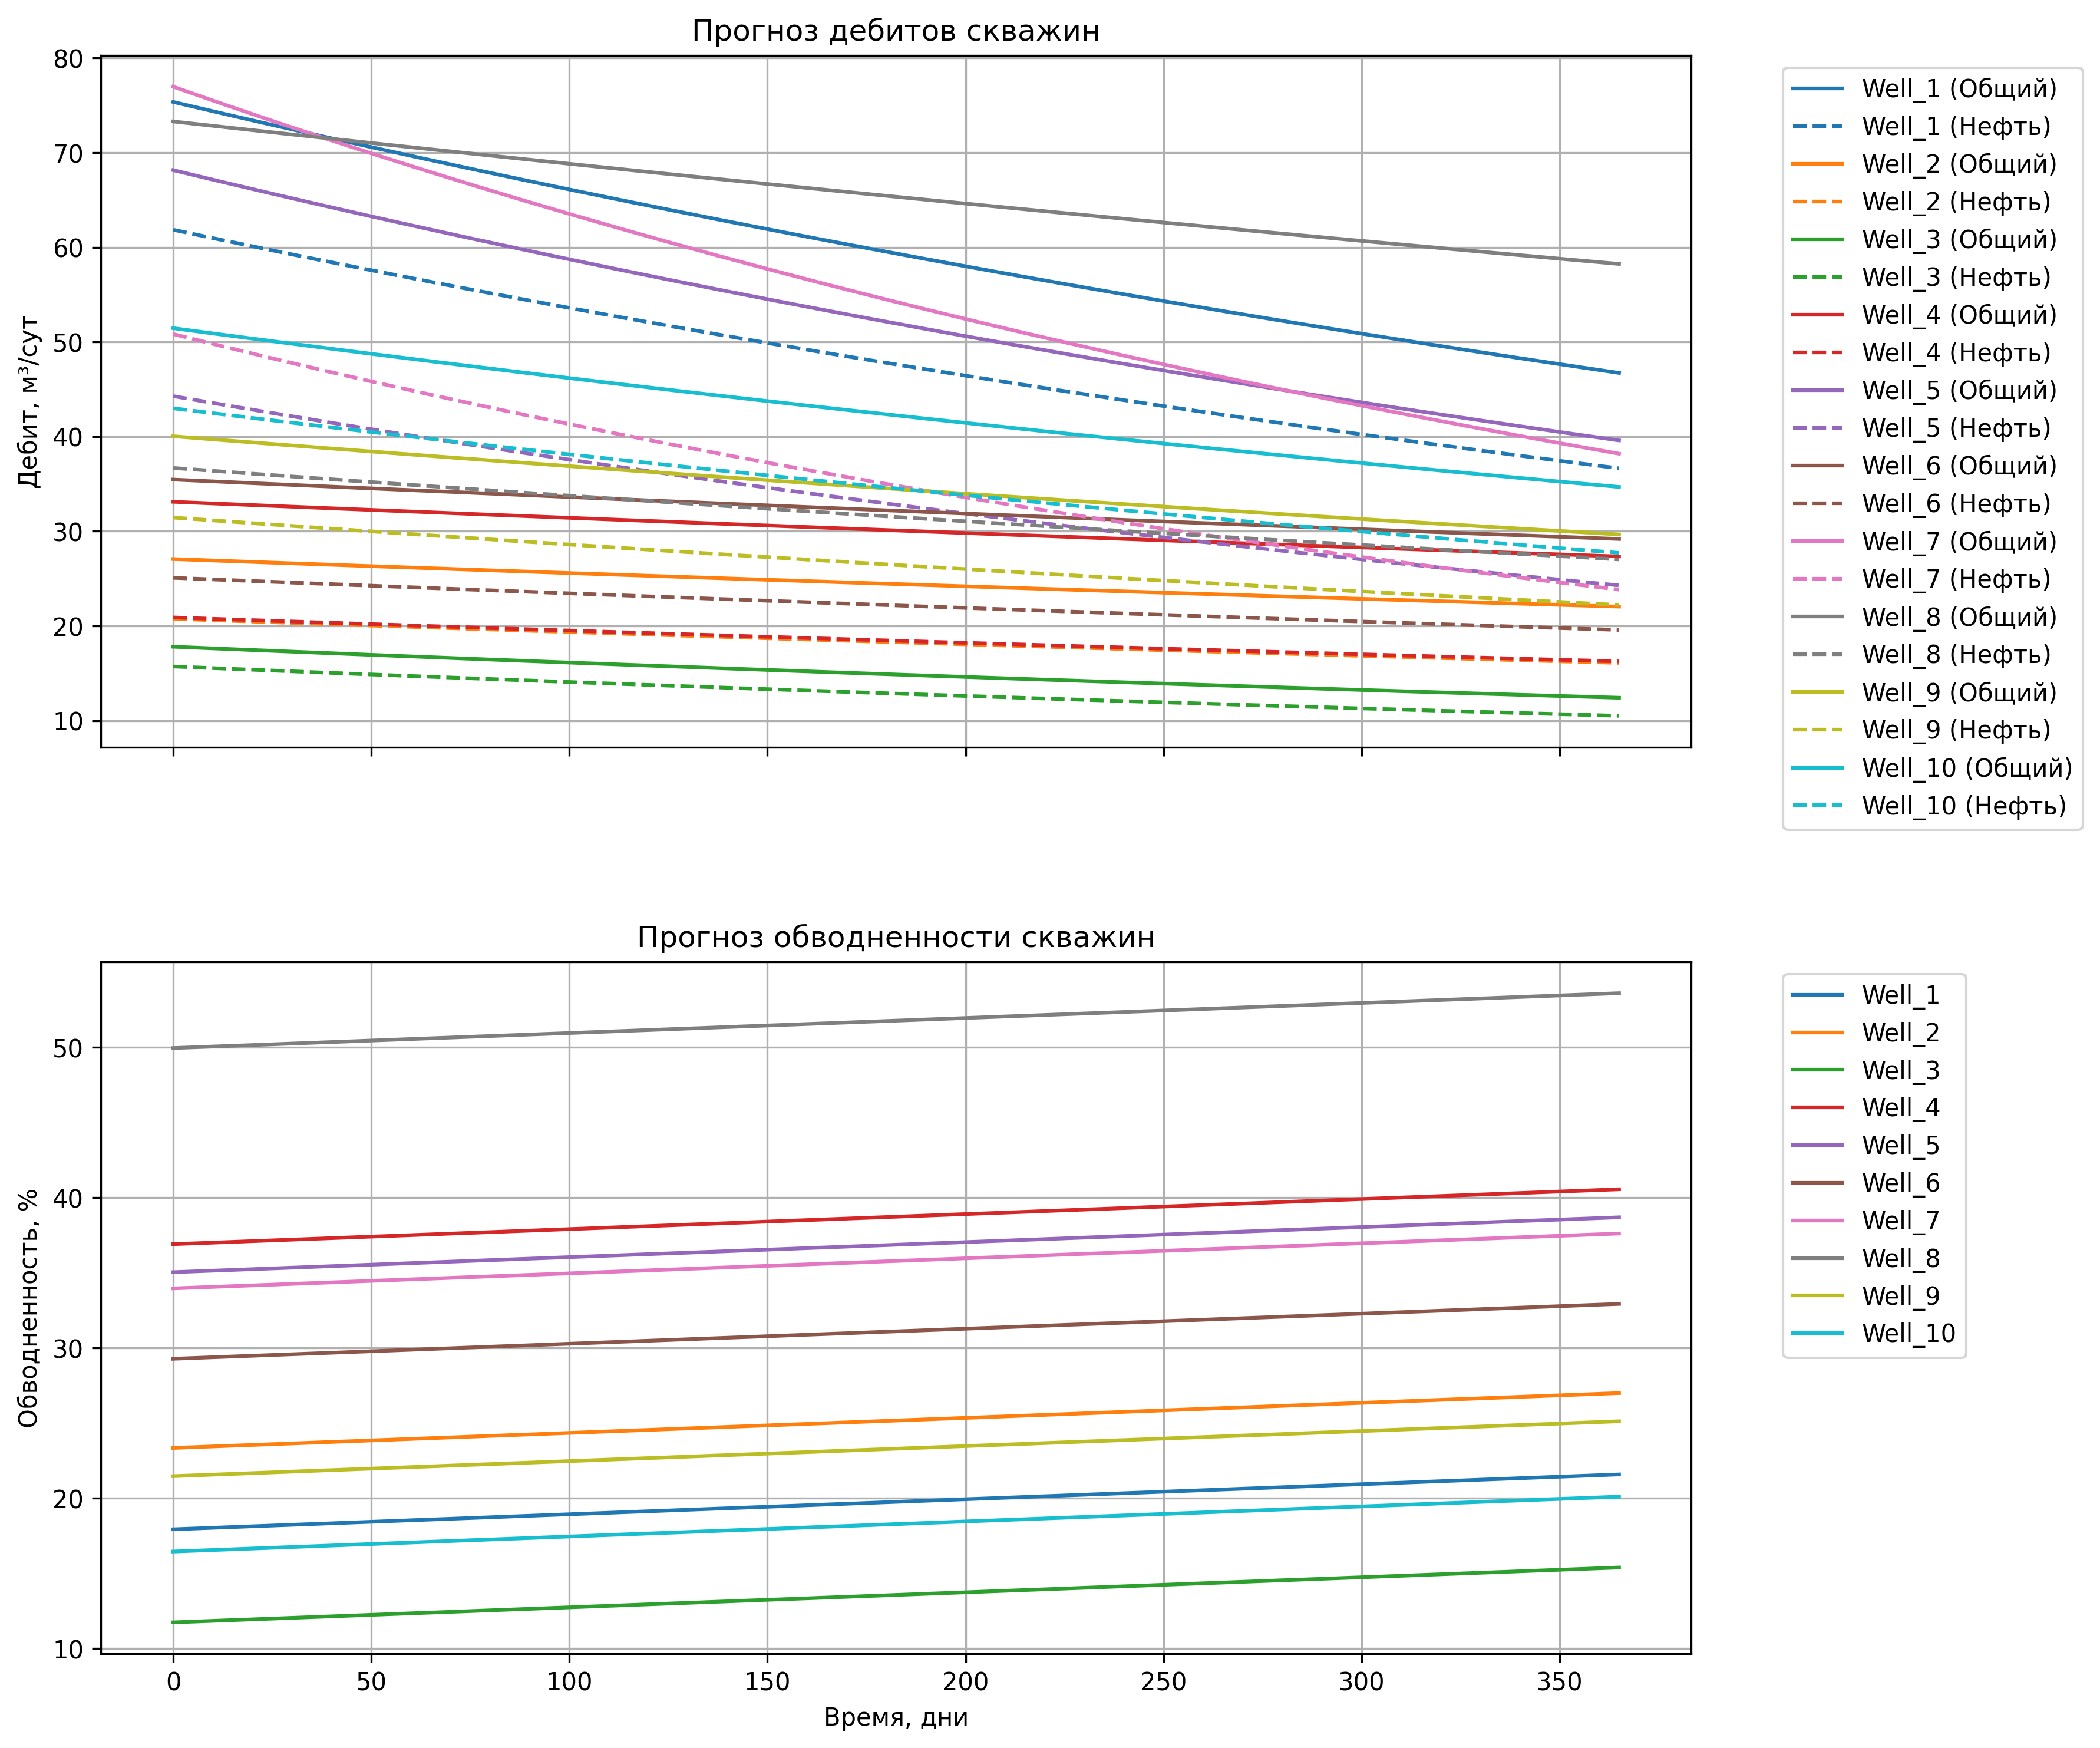 Прогноз дебитов скважин
Дебит, м³/сут
80
70
60
50
40
30
20
10
Well_1 (Общий)
Well_1 (Нефть)
Well_2 (Общий)
Well_2 (Нефть)
Well_3 (Общий)
Well_3 (Нефть)
Well_4 (Общий)
Well_4 (Нефть)
Well_5 (Общий)
Well_5 (Нефть)
Well_6 (Общий)
Well_6 (Нефть)
Well_7 (Общий)
Well_7 (Нефть)
Well_8 (Общий)
Well_8 (Нефть)
Well_9 (Общий)
Well_9 (Нефть)
Well_10 (Общий)
Well_10 (Нефть)
Прогноз обводненности скважин
Обводненность, %
50
40
30
20
10
0 50 100 150 200 250 300 350
Время, дни
Well_1
Well_2
Well_3
Well_4
Well_5
Well_6
Well_7
Well_8
Well_9
Well_10